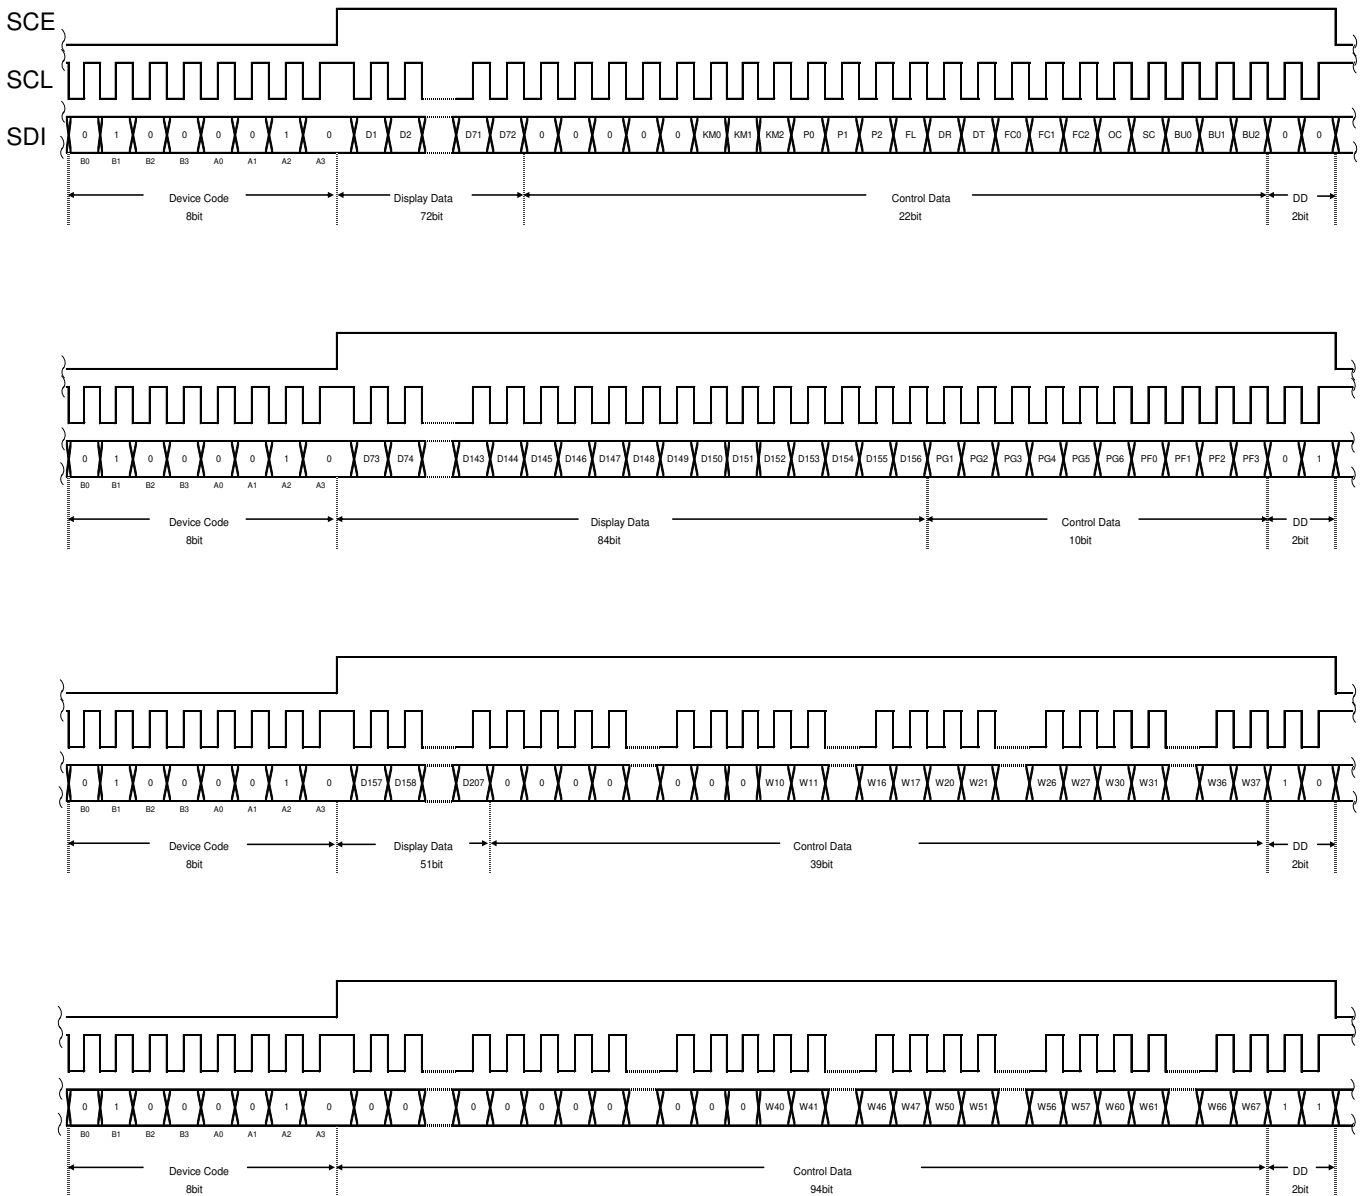 SCE
SCL
SDI
0 1 0 0 0 0 1 0 D1 D2 D71 D72 0 0 0 0 0 KM0 KM1 KM2 P0 P1 P2 FL DR DT FC0 FC1 FC2 OC SC BU0 BU1 BU2 0 0
B0 B1 B2 B3 A0 A1 A2 A3
Device Code Display Data Control Data DD
8bit 72bit 22bit 2bit
0 1 0 0 0 0 1 0 D73 D74 D143 D144 D145 D146 D147 D148 D149 D150 D151 D152 D153 D154 D155 D156 PG1 PG2 PG3 PG4 PG5 PG6 PF0 PF1 PF2 PF3 0 1
B0 B1 B2 B3 A0 A1 A2 A3
Device Code Display Data Control Data DD
8bit 84bit 10bit 2bit
0 1 0 0 0 0 1 0 D157 D158 D207 0 0 0 0 0 0 0 W10 W11 W16 W17 W20 W21 W26 W27 W30 W31 W36 W37 1 0
B0 B1 B2 B3 A0 A1 A2 A3
Device Code Display Data Control Data DD
8bit 51bit 39bit 2bit
0 1 0 0 0 0 1 0 0 0 0 0 0 0 0 0 0 0 W40 W41 W46 W47 W50 W51 W56 W57 W60 W61 W66 W67 1 1
B0 B1 B2 B3 A0 A1 A2 A3
Device Code Control Data DD
8bit 94bit 2bit